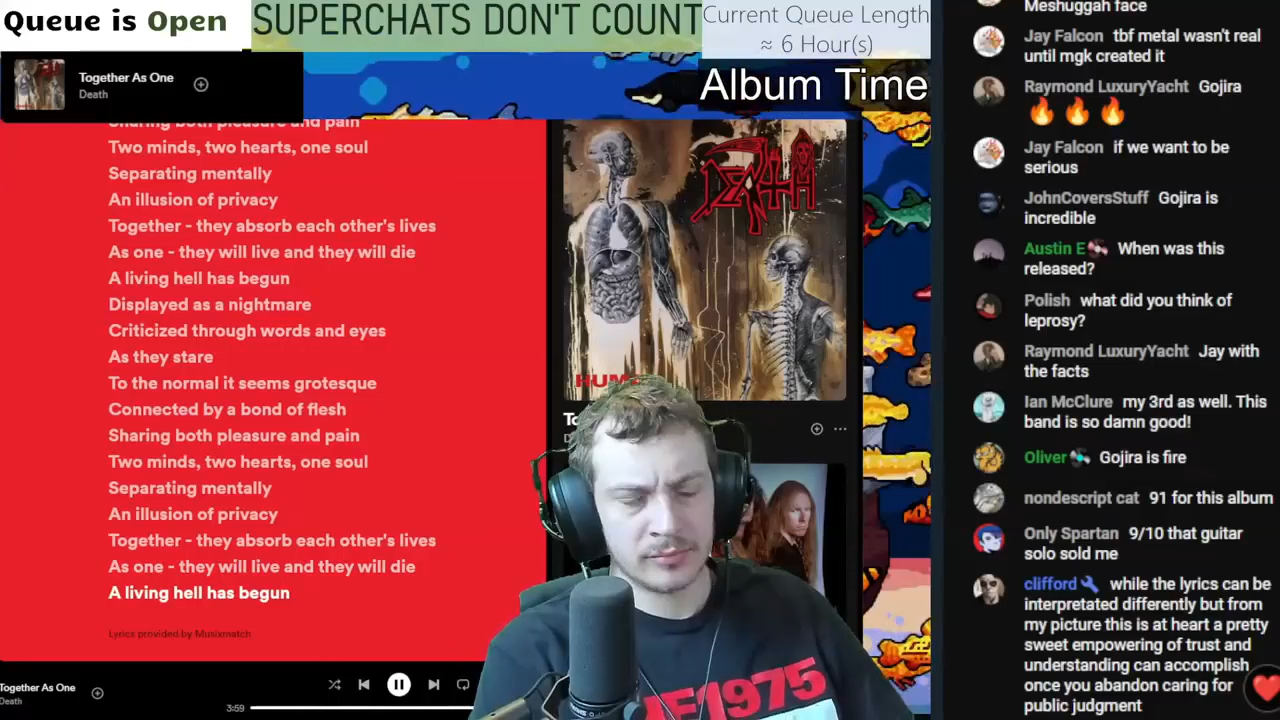 Queue is Open
SUPERCHATS DON'T COUNT
Current Queue Length
≈ 6 Hour(s)
Album Time
Together As One
Death
Sharing both pleasure and pain
Two minds, two hearts, one soul
Separating mentally
An illusion of privacy
Together - they absorb each other's lives
As one - they will live and they will die
A living hell has begun
Displayed as a nightmare
Criticized through words and eyes
As they stare
To the normal it seems grotesque
Connected by a bond of flesh
Sharing both pleasure and pain
Two minds, two hearts, one soul
Separating mentally
An illusion of privacy
Together - they absorb each other's lives
As one - they will live and they will die
A living hell has begun
Lyrics provided by Musixmatch
DEATH
Together As One
Death
3:59
1975
Meshuggah face
Jay Falcon tbf metal wasn't real
until mgk created it
Raymond LuxuryYacht Gojira
🔥 🔥 🔥
Jay Falcon if we want to be
serious
JohnCoversStuff Gojira is
incredible
Austin E When was this
released?
Polish what did you think of
leprosy?
Raymond LuxuryYacht Jay with
the facts
Ian McClure my 3rd as well. This
band is so damn good!
Oliver Gojira is fire
nondescript cat 91 for this album
Only Spartan 9/10 that guitar
solo sold me
clifford while the lyrics can be
interpretated differently but from
my picture this is at heart a pretty
sweet empowering of trust and
understanding can accomplish
once you abandon caring for
public judgment